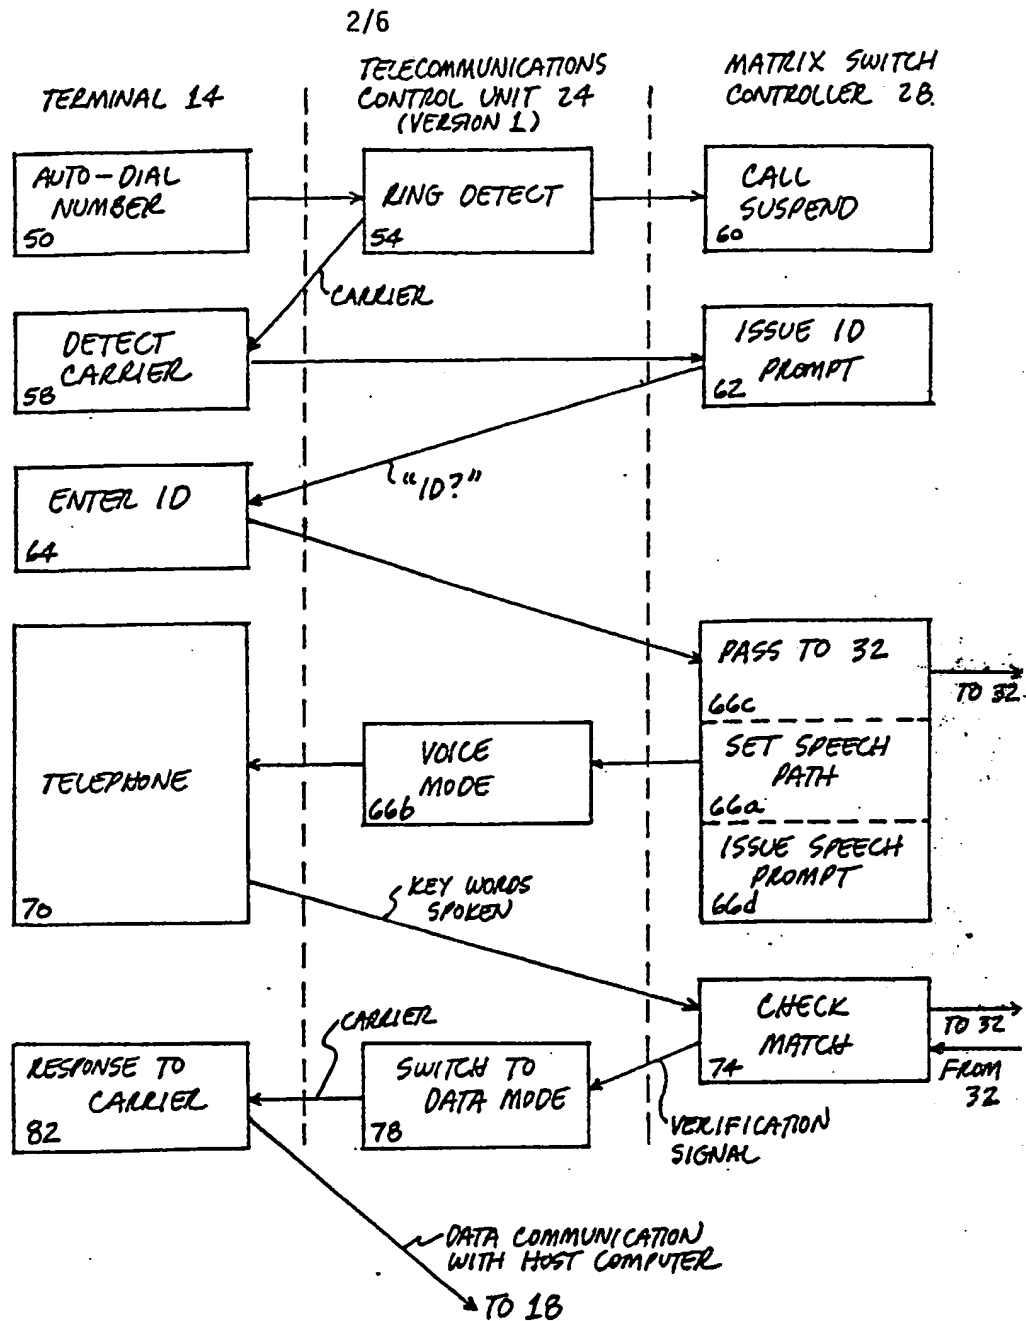 2/6
TERMINAL 14
TELECOMMUNICATIONS
CONTROL UNIT 24
(VERSION 1)
MATRIX SWITCH
CONTROLLER 28.
AUTO-DIAL
NUMBER
50
RING DETECT
54
CALL
SUSPEND
60
CARRIER
DETECT
CARRIER
58
ISSUE ID
PROMPT
62
"ID?"
ENTER ID
64
PASS TO 32
66c
TO 32
TELEPHONE
70
VOICE
MODE
66b
SET SPEECH
PATH
66a
ISSUE SPEECH
PROMPT
66d
KEY WORDS
SPOKEN
CHECK
MATCH
74
TO 32
FROM
32
CARRIER
RESPONSE TO
CARRIER
82
SWITCH TO
DATA MODE
78
VERIFICATION
SIGNAL
DATA COMMUNICATION
WITH HOST COMPUTER
TO 18